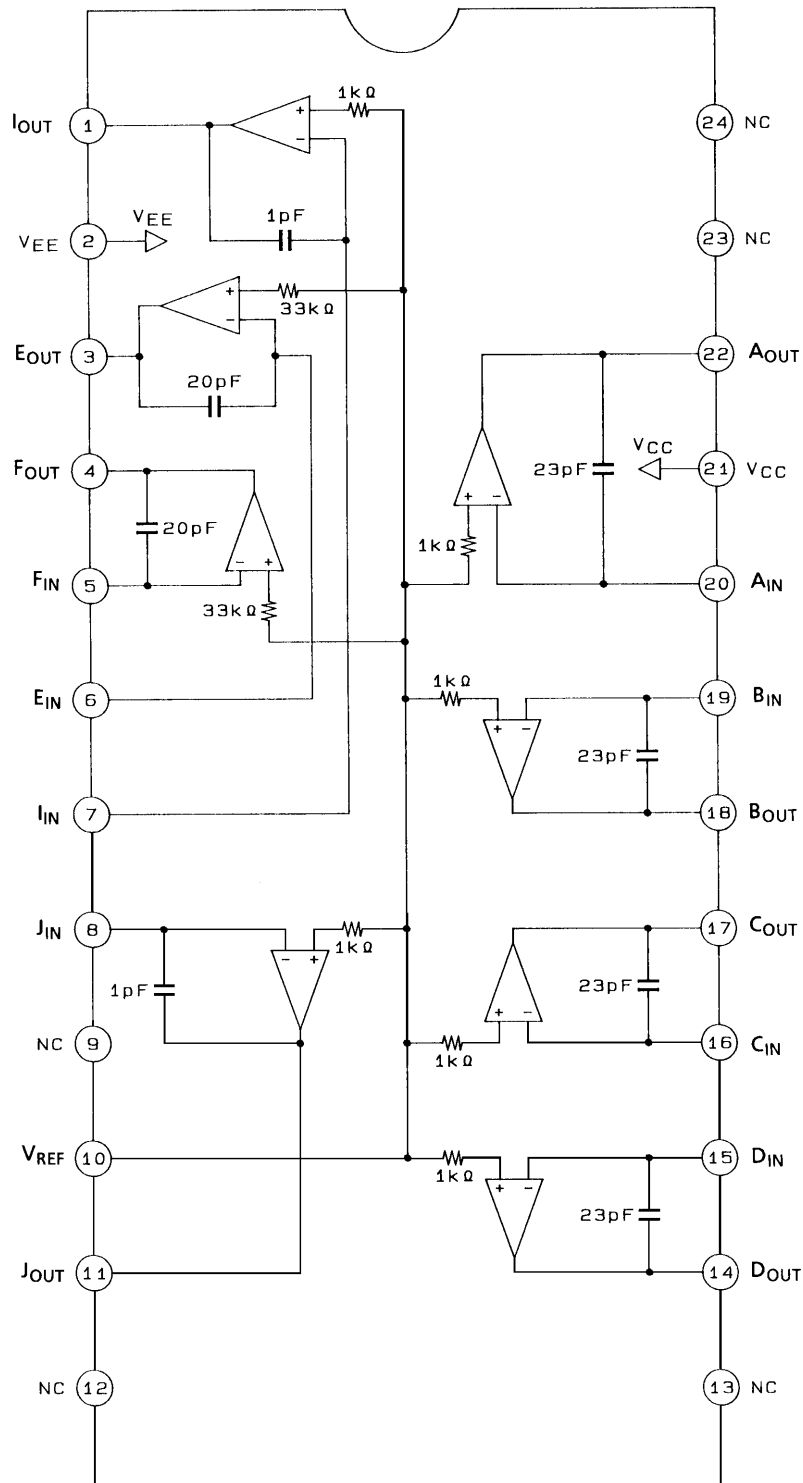 1kΩ
+
−
IOUT 1
24 NC
VEE
1pF
VEE 2
23 NC
+
−
33kΩ
EOUT 3
22 AOUT
20pF
VCC
FOUT 4
23pF
21 VCC
+ −
20pF
1kΩ
− +
FIN 5
20 AIN
33kΩ
1kΩ
EIN 6
19 BIN
+ −
23pF
IIN 7
18 BOUT
JIN 8
17 COUT
− +
1kΩ
1pF
23pF
+ −
NC 9
16 CIN
1kΩ
VREF 10
15 DIN
1kΩ
+ −
23pF
JOUT 11
14 DOUT
NC 12
13 NC